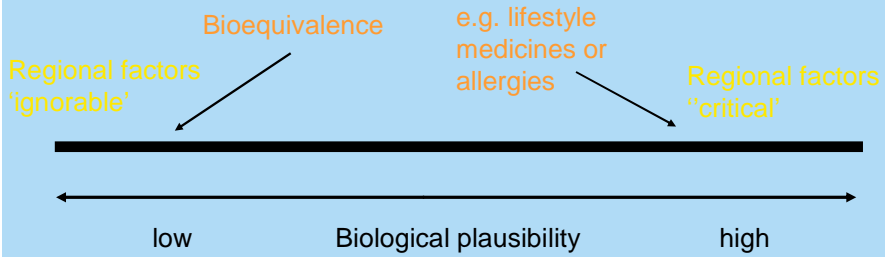 Bioequivalence
e.g. lifestyle
medicines or
allergies
Regional factors
'ignorable'
Regional factors
‘’critical’
low
Biological plausibility
high